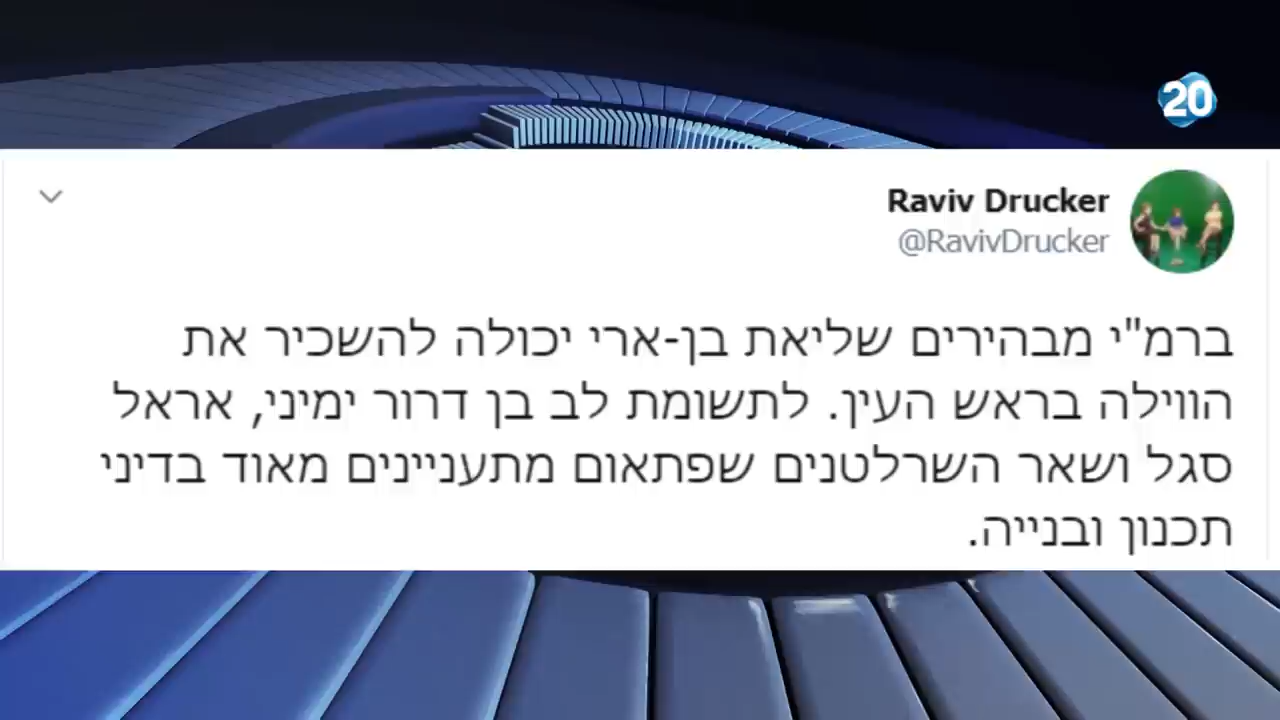 20
Raviv Drucker
@RavivDrucker
ברמ"י מבהירים שליאת בן-ארי יכולה להשכיר את
הווילה בראש העין. לתשומת לב בן דרור ימיני, אראל
סגל ושאר השרלטנים שפתאום מתעניינים מאוד בדיני
תכנון ובנייה.